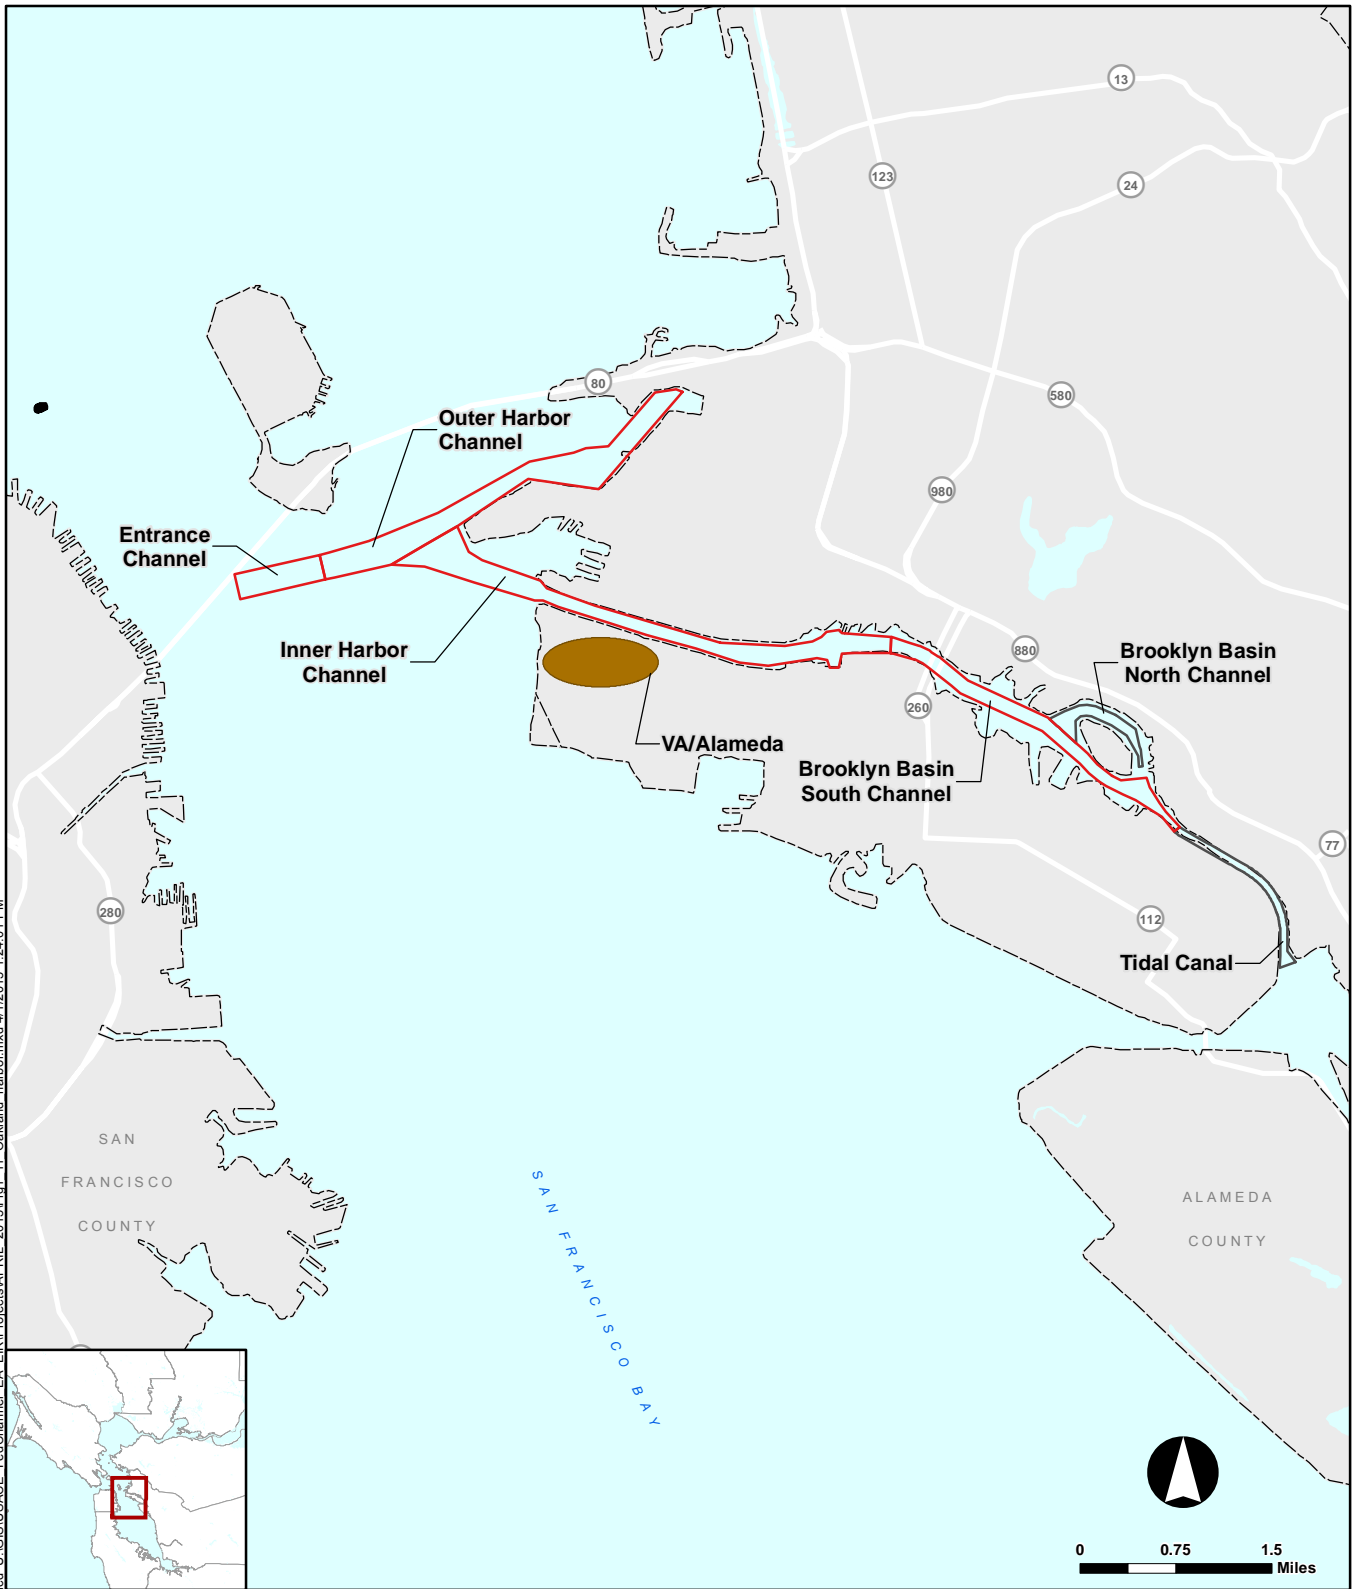 13
123
24
80
580
Outer Harbor
Channel
980
Entrance
Channel
Inner Harbor
Channel
880
Brooklyn Basin
North Channel
260
VA/Alameda
Brooklyn Basin
South Channel
77
280
112
Tidal Canal
SAN
FRANCISCO
COUNTY
SAN FRANCISCO BAY
ALAMEDA
COUNTY
0 0.75 1.5
Miles